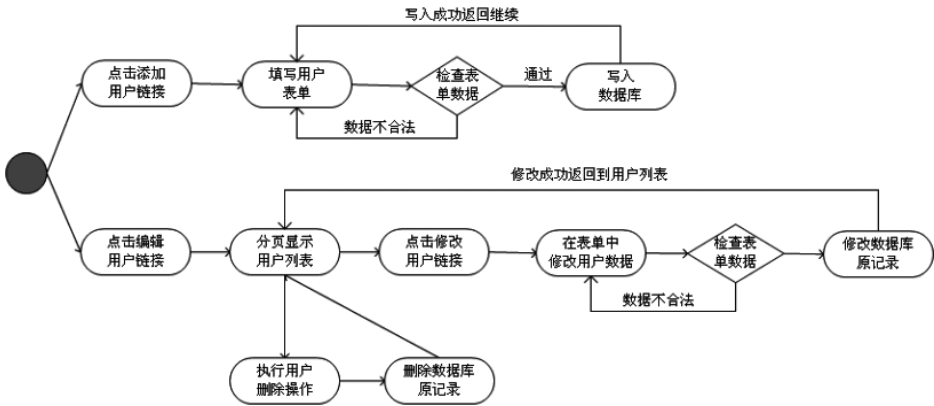 写入成功返回继续
点击添加
用户链接
填写用户
表单
检查表
单数据
通过
写入
数据库
数据不合法
修改成功返回到用户列表
点击编辑
用户链接
分页显示
用户列表
点击修改
用户链接
在表单中
修改用户数据
检查表
单数据
修改数据库
原记录
数据不合法
执行用户
删除操作
删除数据库
原记录